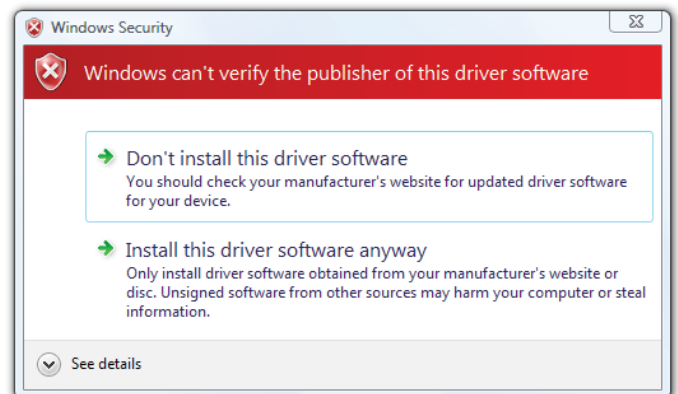 Windows Security
Windows can't verify the publisher of this driver software
Don't install this driver software
You should check your manufacturer's website for updated driver software
for your device.
Install this driver software anyway
Only install driver software obtained from your manufacturer's website or
disc. Unsigned software from other sources may harm your computer or steal
information.
See details